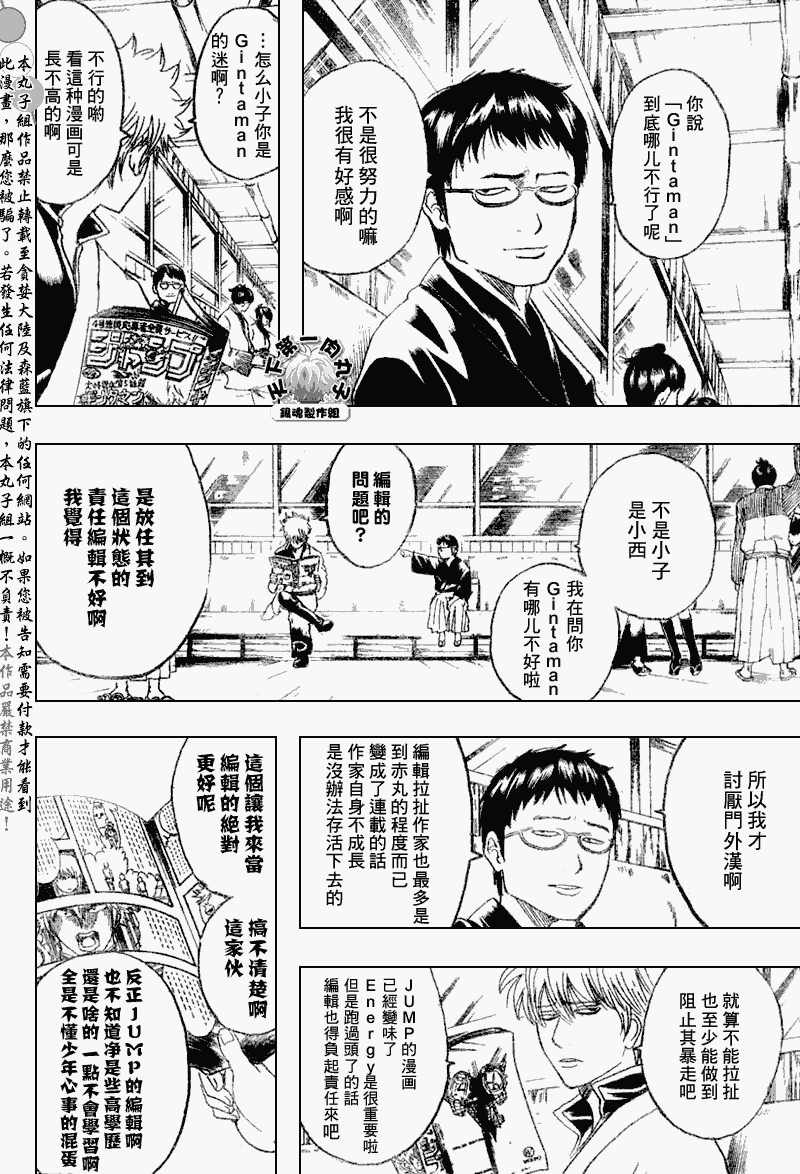 你說
「Gintaman」
到底哪儿不行了呢
不是很努力的嘛
我很有好感啊
…怎么小子你是
Gintaman
的迷啊？
不行的喲
看這种漫画可是
長不高的啊
ジャンプ
天下第一肉丸子
銀魂製作組
不是小子
是小西
我在問你
Gintaman
有哪儿不好啦
編輯的
問題吧？
是放任其到
這個狀態的
責任編輯不好啊
我覺得
所以我才
討厭門外漢啊
編輯拉扯作家也最多是
到赤丸的程度而已
變成了連載的話
作家自身不成長
是沒辦法存活下去的
就算不能拉扯
也至少能做到
阻止其暴走吧
JUMP的漫画
已經變味了
Energy是很重要啦
但是跑過頭了的話
編輯也得負起責任來吧
這個讓我來當
編輯的絕對
更好呢
搞不清楚啊
這家伙
反正JUMP的編輯啊
也不知道净是些高學歷
還是啥的 一點不會學習啊
全是不懂少年心事的混蛋
本丸子組作品禁止轉載至貪婪大陸及森藍旗下的任何網站。如果您被告知需要付款才能看到
此漫畫，那麼您被騙了。若發生任何法律問題，本丸子組一概不負責！本作品嚴禁商業用途！